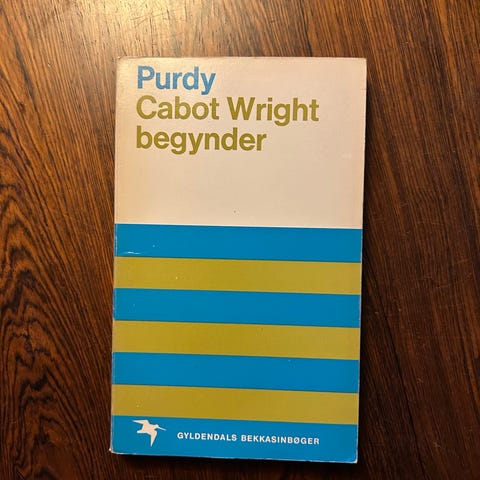 Purdy
Cabot Wright
begynder
GYLDENDALS BEKKASINBØGER